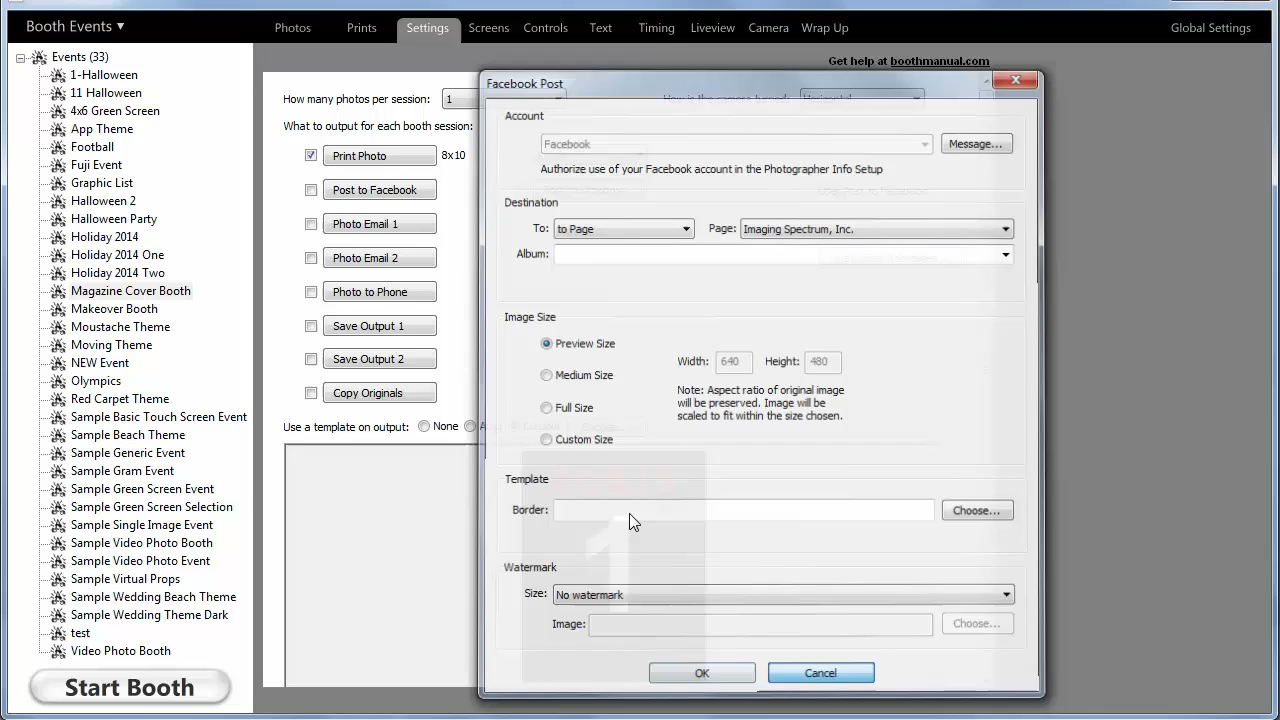 Booth Events ▾
Photos
Prints
Settings
Screens
Controls
Text
Timing
Liveview
Camera
Wrap Up
Global Settings
Events (33)
1-Halloween
11 Halloween
4x6 Green Screen
App Theme
Football
Fuji Event
Graphic List
Halloween 2
Halloween Party
Holiday 2014
Holiday 2014 One
Holiday 2014 Two
Magazine Cover Booth
Makeover Booth
Moustache Theme
Moving Theme
NEW Event
Olympics
Red Carpet Theme
Sample Basic Touch Screen Event
Sample Beach Theme
Sample Generic Event
Sample Gram Event
Sample Green Screen Event
Sample Green Screen Selection
Sample Single Image Event
Sample Video Photo Booth
Sample Video Photo Event
Sample Virtual Props
Sample Wedding Beach Theme
Sample Wedding Theme Dark
test
Video Photo Booth
Start Booth
Get help at boothmanual.com
How many photos per session: 1
What to output for each booth session:
Print Photo 8x10
Post to Facebook
Photo Email 1
Photo Email 2
Photo to Phone
Save Output 1
Save Output 2
Copy Originals
Use a template on output: None
Facebook Post
Account
Facebook
Message...
Authorize use of your Facebook account in the Photographer Info Setup
Destination
To: to Page Page: Imaging Spectrum, Inc.
Album:
Image Size
Preview Size
Medium Size
Full Size
Custom Size
Width: 640 Height: 480
Note: Aspect ratio of original image
will be preserved. Image will be
scaled to fit within the size chosen.
Template
Border: Choose...
Watermark
Size: No watermark
Image: Choose...
OK Cancel
1